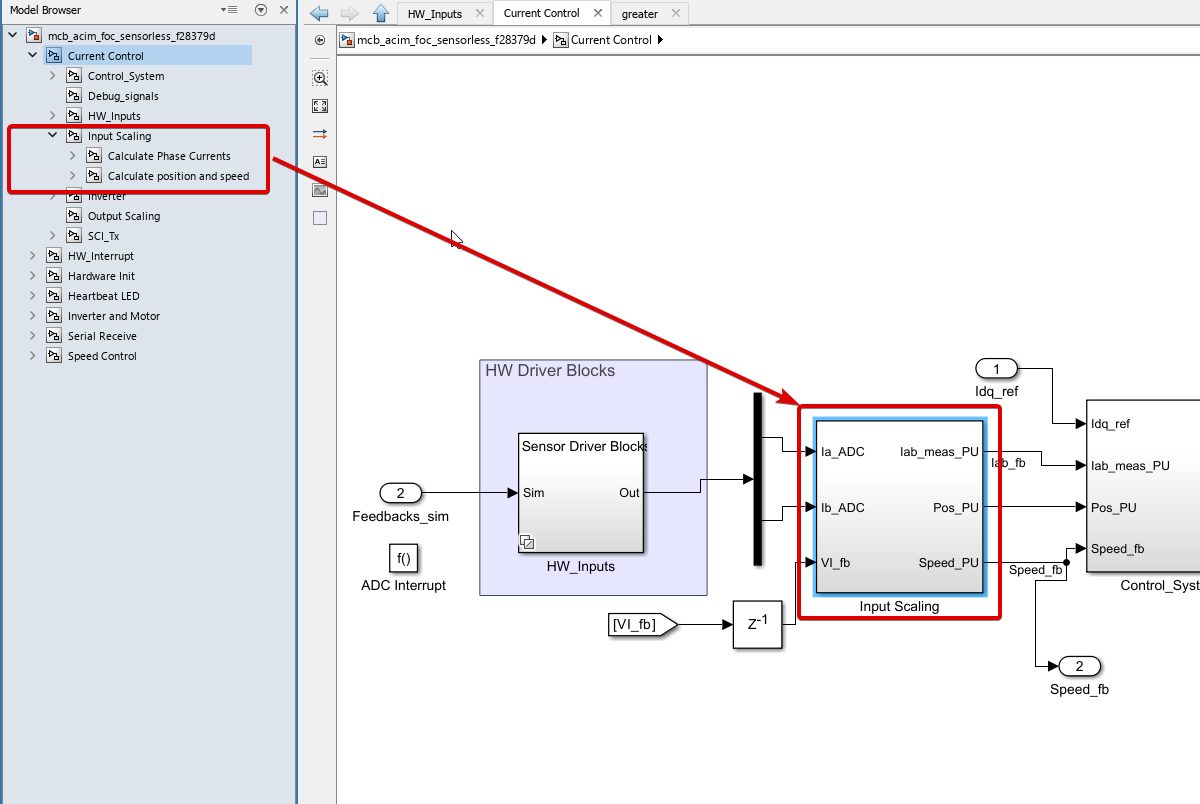 Model Browser
mcb_acim_foc_sensorless_f28379d
Current Control
Control_System
Debug_signals
HW_Inputs
Input Scaling
Calculate Phase Currents
Calculate position and speed
Inverter
Output Scaling
SCI_Tx
HW_Interrupt
Hardware Init
Heartbeat LED
Inverter and Motor
Serial Receive
Speed Control
HW_Inputs
Current Control
greater
mcb_acim_foc_sensorless_f28379d
Current Control
AΞ
HW Driver Blocks
Sensor Driver Blocks
Sim
Out
HW_Inputs
2
Feedbacks_sim
f()
ADC Interrupt
[VI_fb]
Z-1
Ia_ADC
Ib_ADC
VI_fb
Iab_meas_PU
Pos_PU
Speed_PU
Input Scaling
1
Idq_ref
Iab_fb
Speed_fb
Idq_ref
Iab_meas_PU
Pos_PU
Speed_fb
Control_Syst
2
Speed_fb